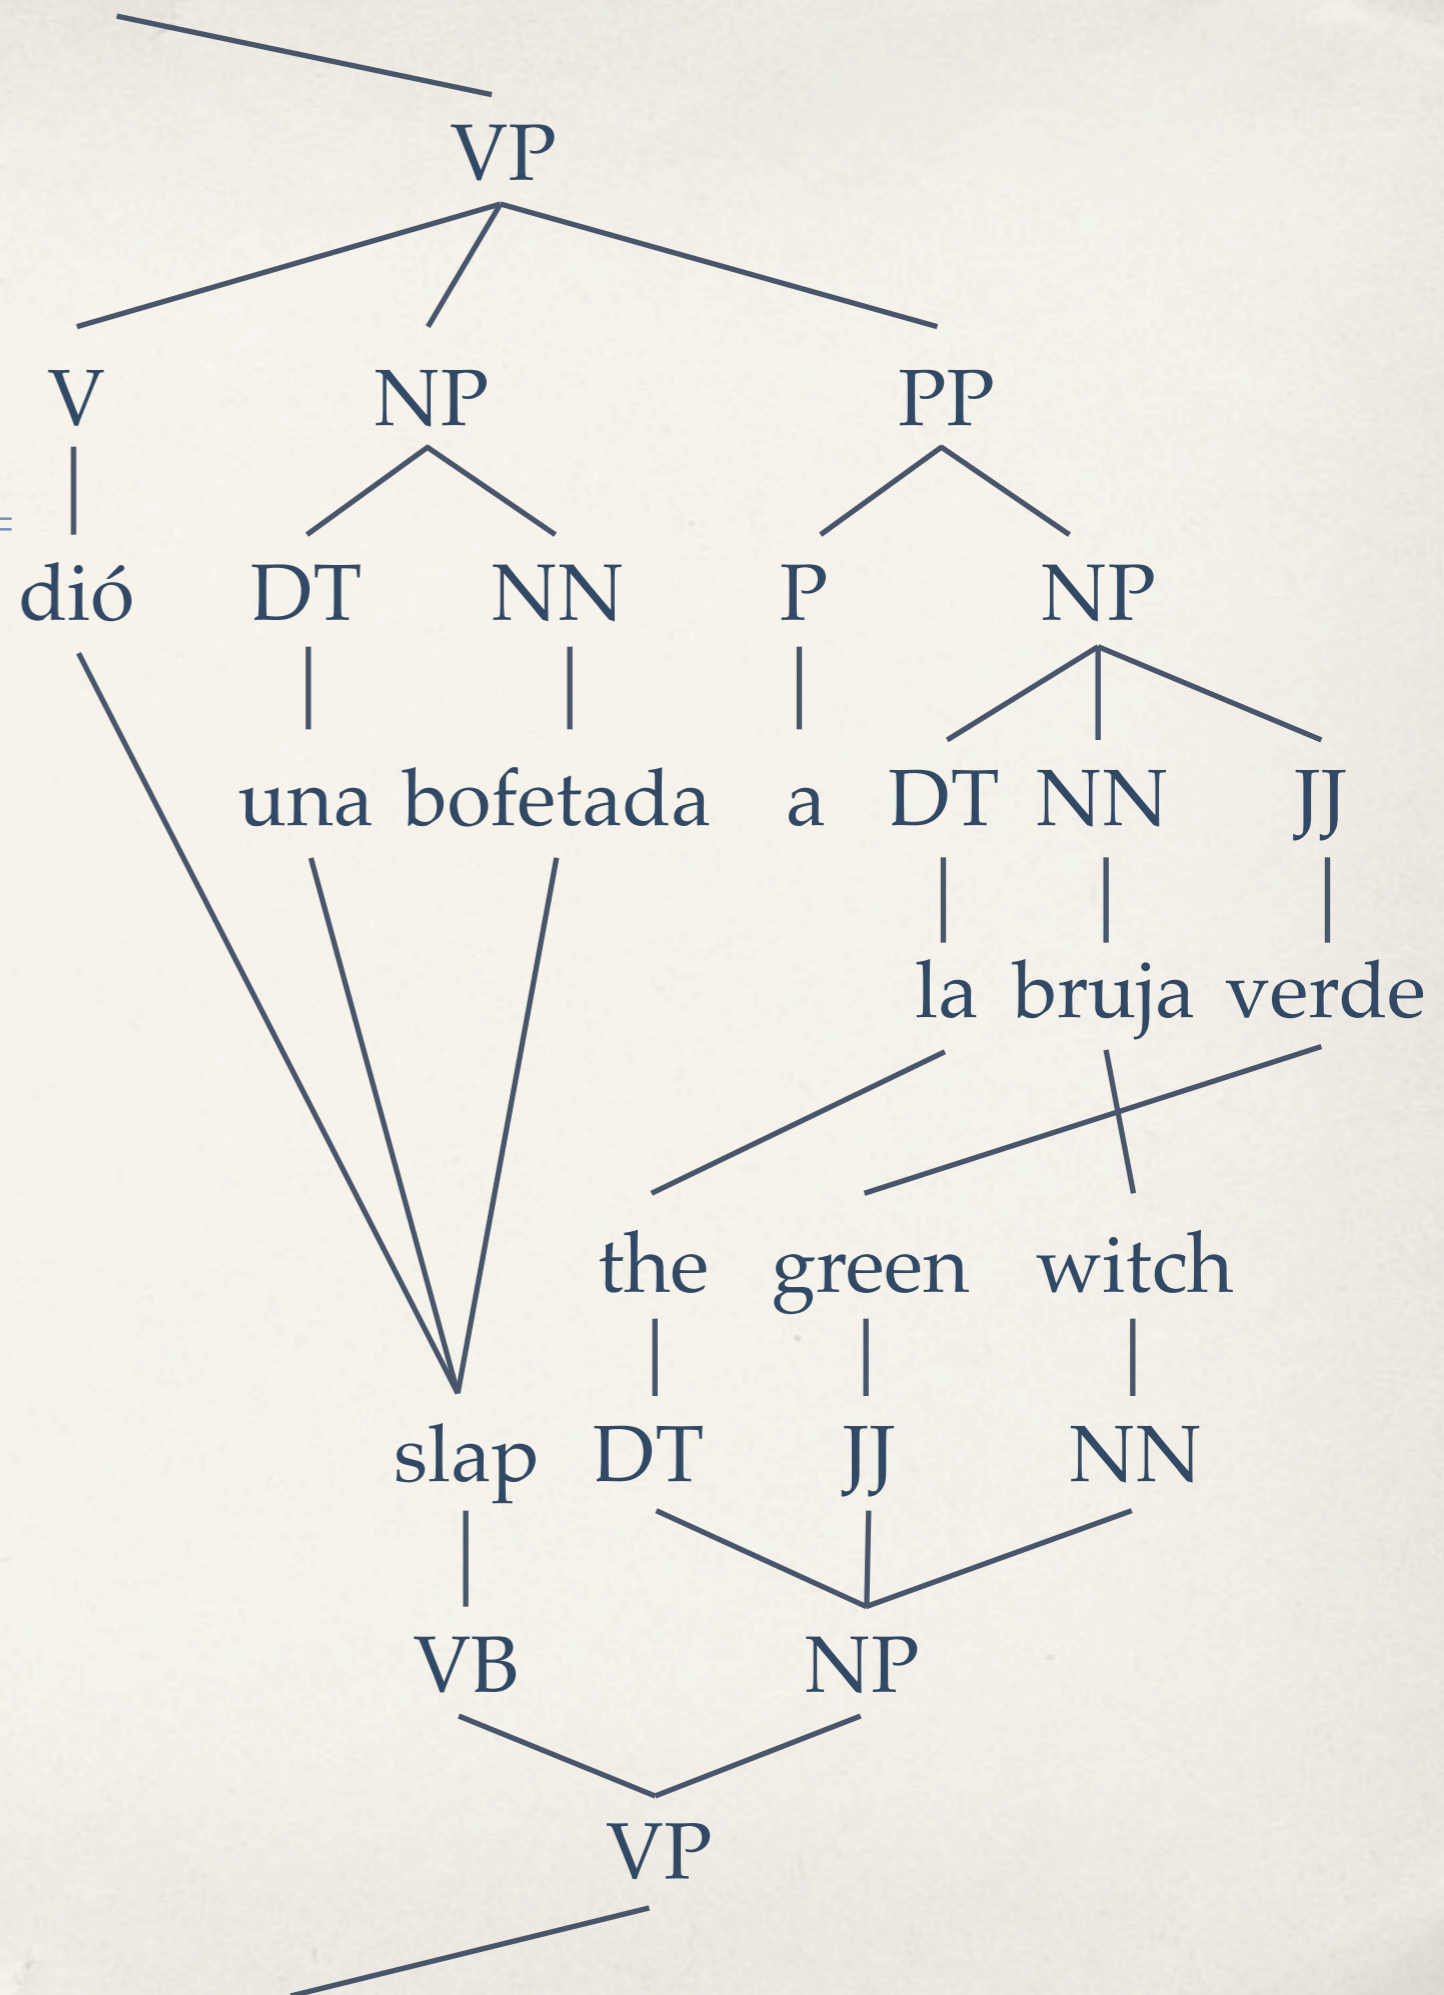 VP
V NP PP
=
dió DT NN P NP
una bofetada a DT NN JJ
la bruja verde
the green witch
slap DT JJ NN
VB NP
VP